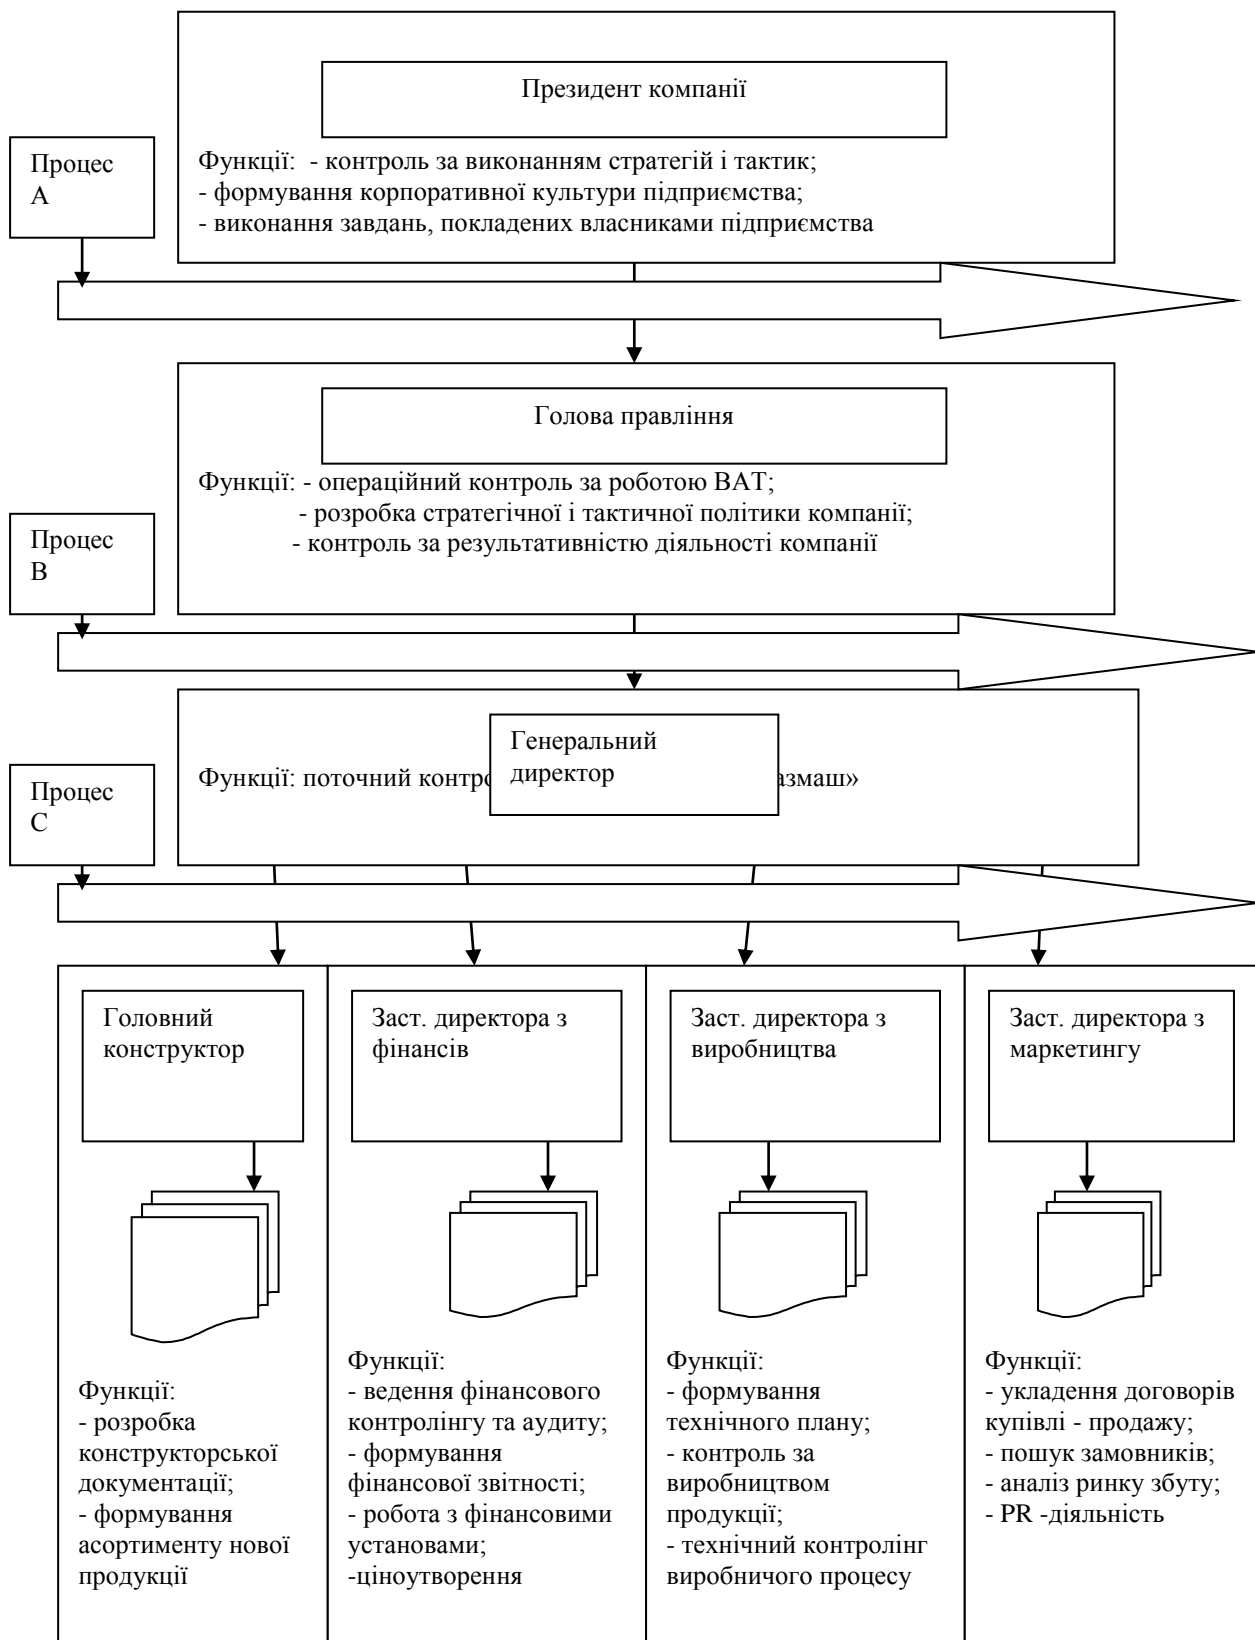 Президент компанії
Процес
А
Функції:  - контроль за виконанням стратегій і тактик;
- формування корпоративної культури підприємства;
- виконання завдань, покладених власниками підприємства
Голова правління
Функції: - операційний контроль за роботою ВАТ;
- розробка стратегічної і тактичної політики компанії;
- контроль за результативністю діяльності компанії
Процес
В
Генеральний
директор
Функції: поточний
Процес
С
Головний
конструктор
Функції:
- розробка
конструкторської
документації;
- формування
асортименту нової
продукції
Заст. директора з
фінансів
Функції:
- ведення фінансового
контролінгу та аудиту;
- формування
фінансової звітності;
- робота з фінансовими
установами;
-ціноутворення
Заст. директора з
виробництва
Функції:
- формування
технічного плану;
- контроль за
виробництвом
продукції;
- технічний контролінг
виробничого процесу
Заст. директора з
маркетингу
Функції:
- укладення договорів
купівлі - продажу;
- пошук замовників;
- аналіз ринку збуту;
- PR -діяльність